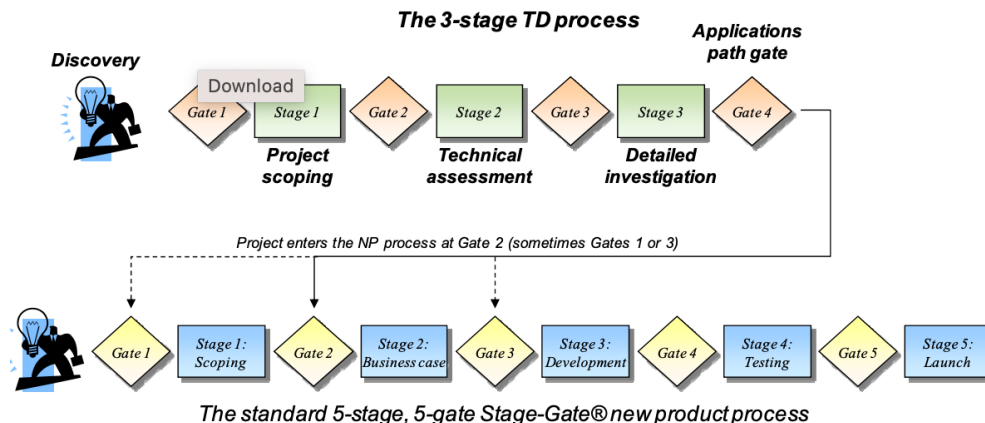 The 3-stage TD process
Applications
path gate
Discovery
Download
Gate 1
Stage 1
Gate 2
Stage 2
Gate 3
Stage 3
Gate 4
Project
scoping
Technical
assessment
Detailed
investigation
Project enters the NP process at Gate 2 (sometimes Gates 1 or 3)
Gate 1
Stage 1:
Scoping
Gate 2
Stage 2:
Business case
Gate 3
Stage 3:
Development
Gate 4
Stage 4:
Testing
Gate 5
Stage 5:
Launch
The standard 5-stage, 5-gate Stage-Gate® new product process